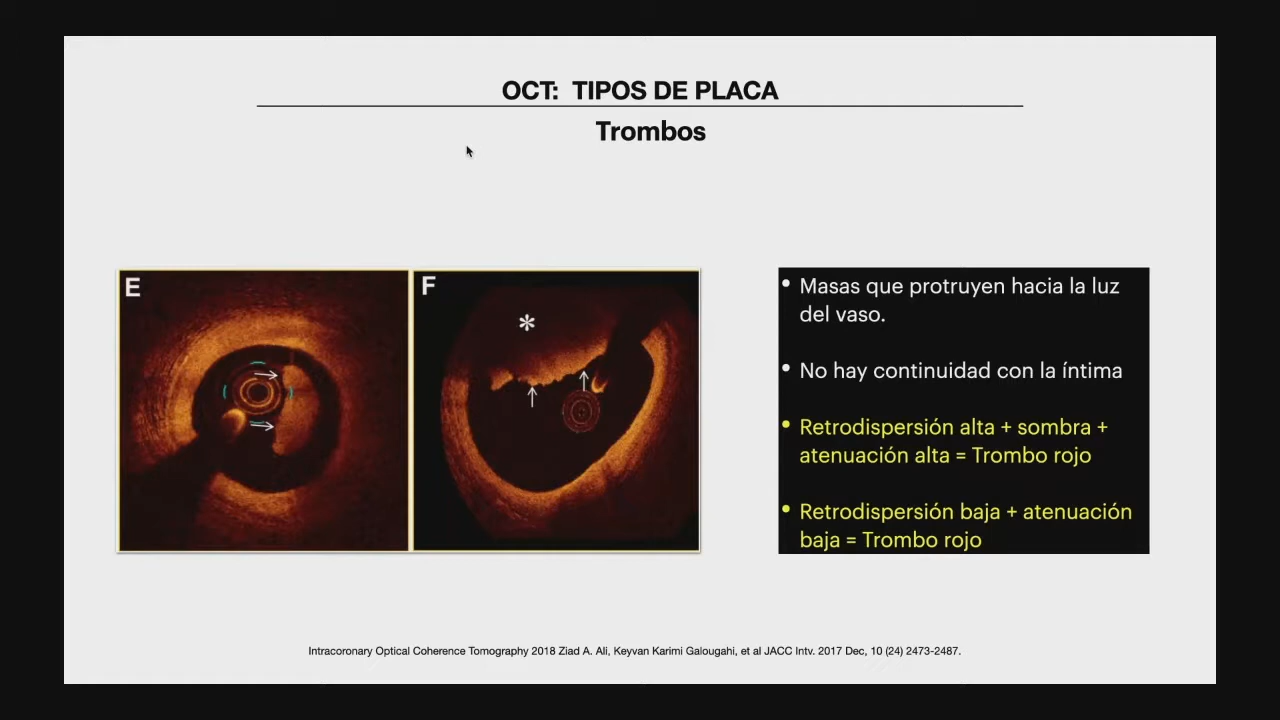 OCT: TIPOS DE PLACA
Trombos
E
F
*
• Masas que protruyen hacia la luz
del vaso.
• No hay continuidad con la íntima
• Retrodispersión alta + sombra +
atenuación alta = Trombo rojo
• Retrodispersión baja + atenuación
baja = Trombo rojo
Intracoronary Optical Coherence Tomography 2018 Ziad A. Ali, Keyvan Karimi Galougahi, et al JACC Intv. 2017 Dec, 10 (24) 2473-2487.